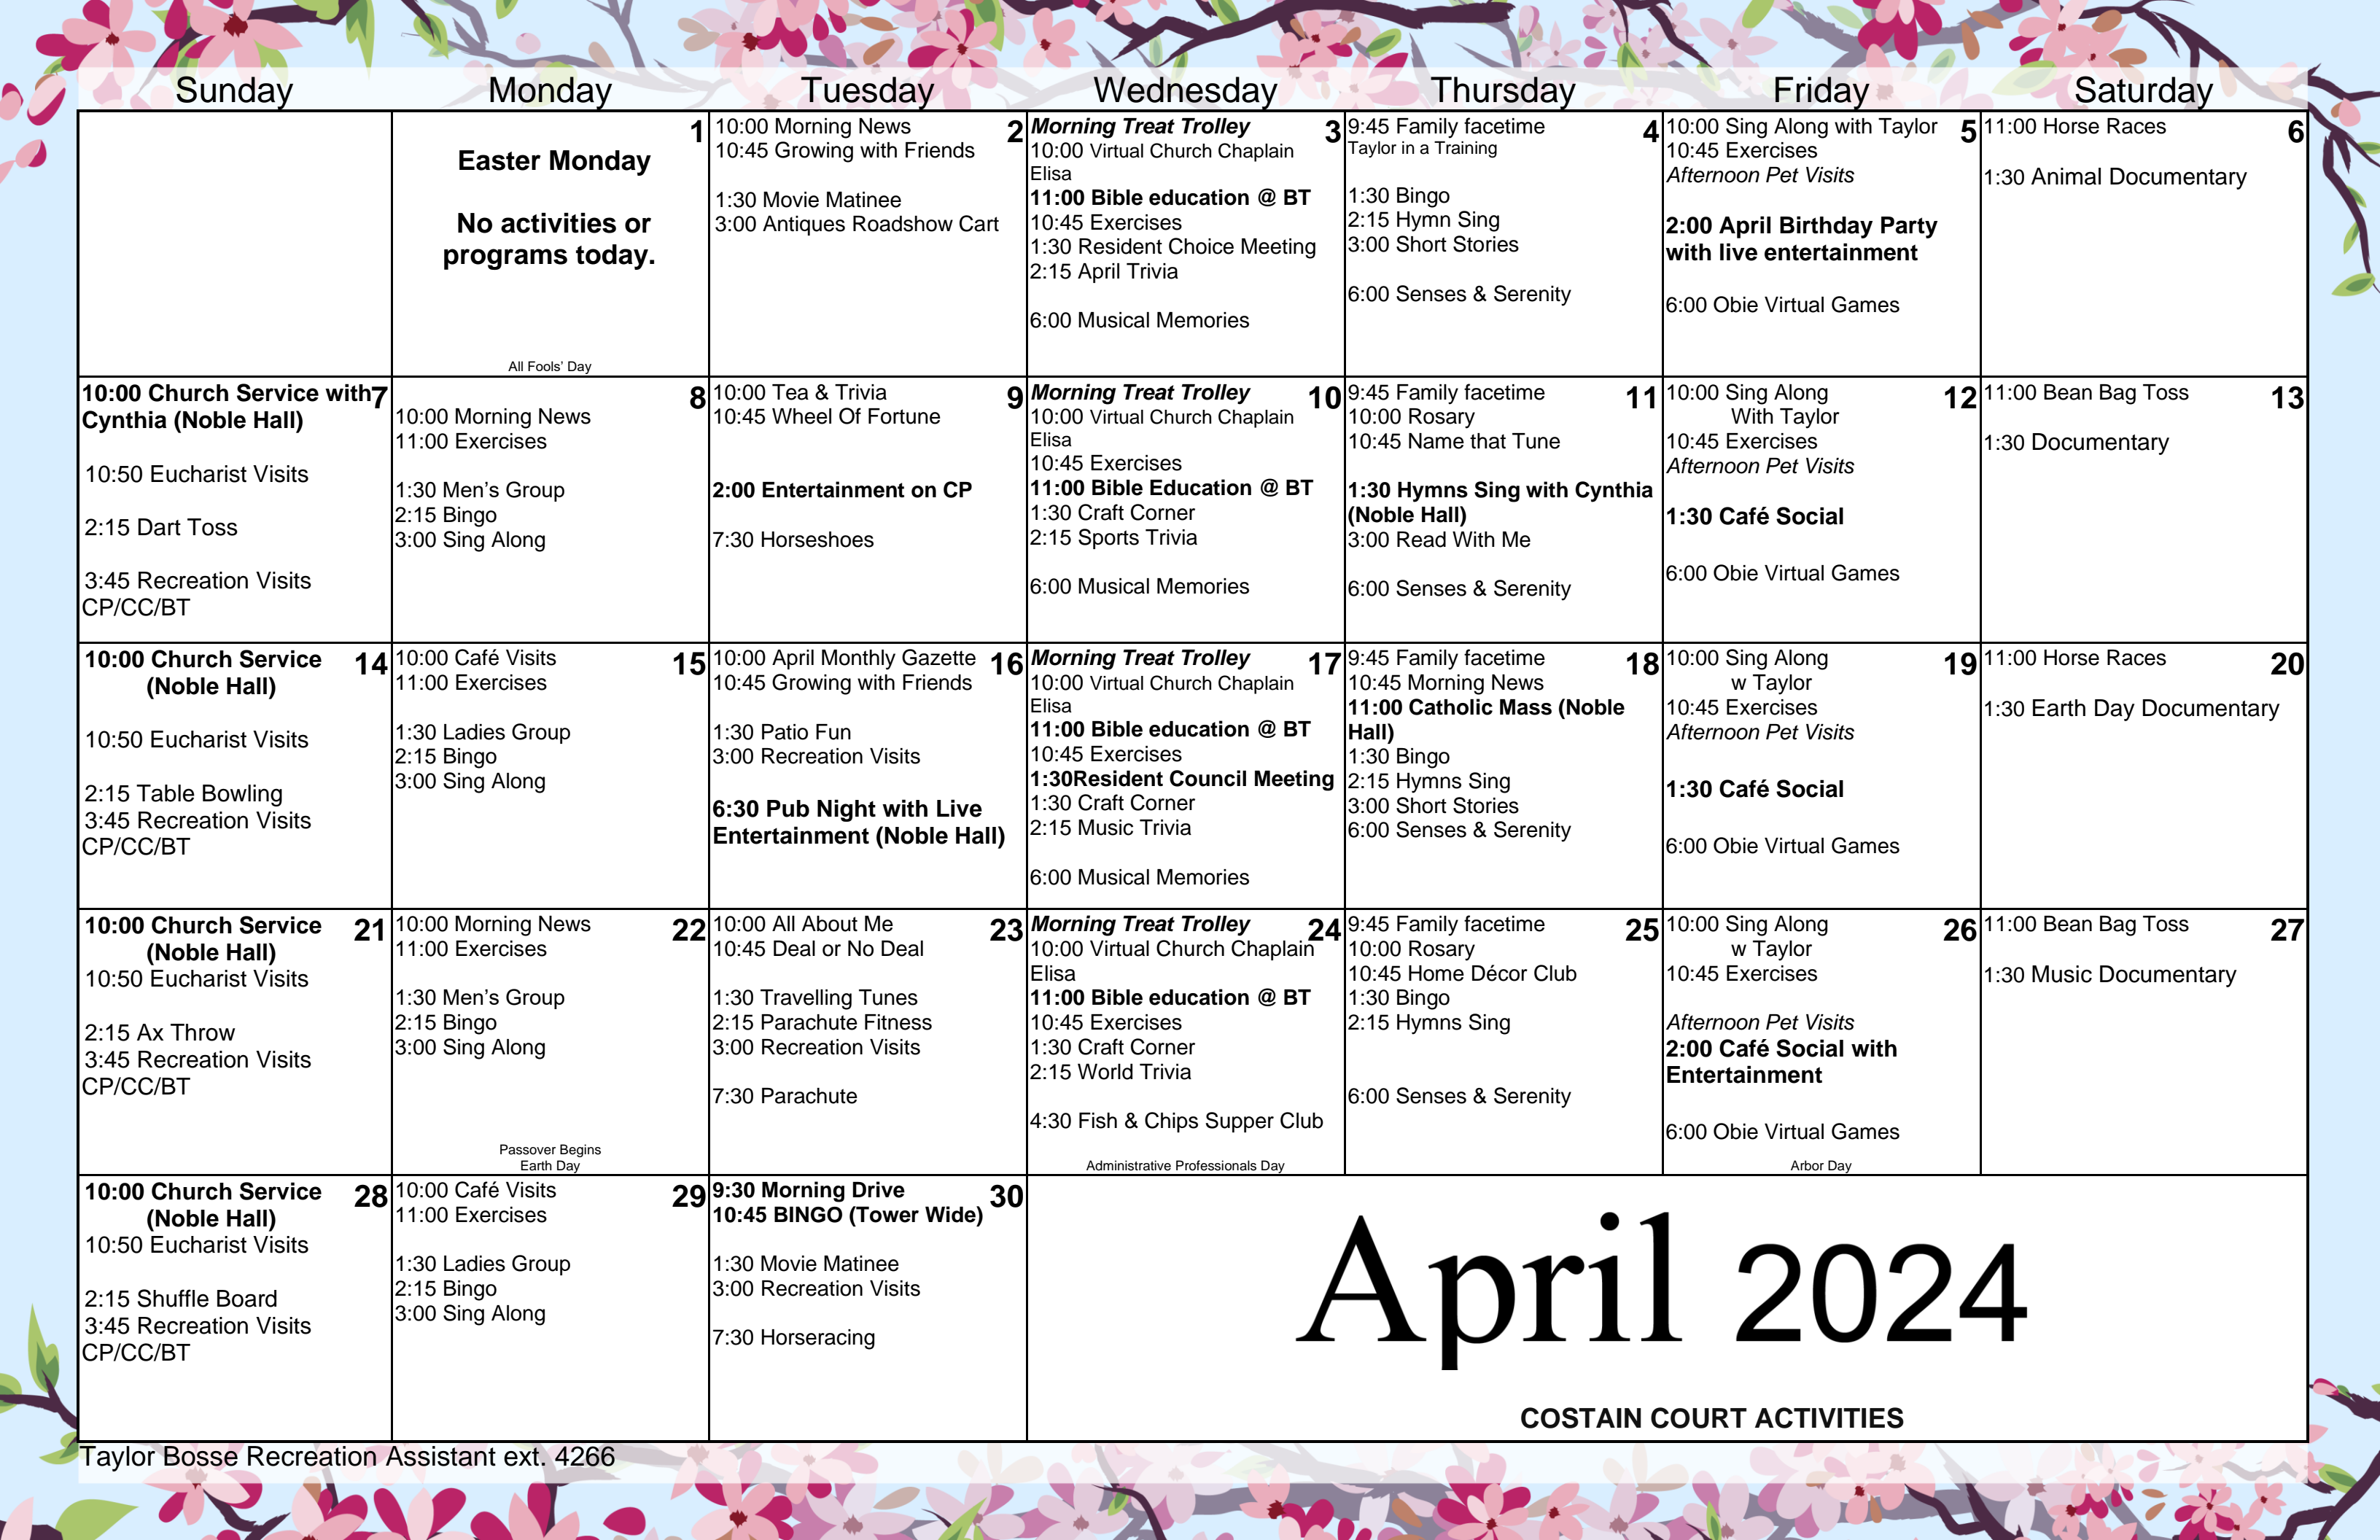 Sunday Monday Tuesday Wednesday Thursday Friday Saturday
1
Easter Monday
No activities or
programs today.
All Fools' Day
2
10:00 Morning News
10:45 Growing with Friends
1:30 Movie Matinee
3:00 Antiques Roadshow Cart
3
Morning Treat Trolley
10:00 Virtual Church Chaplain
Elisa
11:00 Bible education @ BT
10:45 Exercises
1:30 Resident Choice Meeting
2:15 April Trivia
6:00 Musical Memories
4
9:45 Family facetime
Taylor in a Training
1:30 Bingo
2:15 Hymn Sing
3:00 Short Stories
6:00 Senses & Serenity
5
10:00 Sing Along with Taylor
10:45 Exercises
Afternoon Pet Visits
2:00 April Birthday Party
with live entertainment
6:00 Obie Virtual Games
6
11:00 Horse Races
1:30 Animal Documentary
7
10:00 Church Service with
Cynthia (Noble Hall)
10:50 Eucharist Visits
2:15 Dart Toss
3:45 Recreation Visits
CP/CC/BT
8
10:00 Morning News
11:00 Exercises
1:30 Men's Group
2:15 Bingo
3:00 Sing Along
9
10:00 Tea & Trivia
10:45 Wheel Of Fortune
2:00 Entertainment on CP
7:30 Horseshoes
10
Morning Treat Trolley
10:00 Virtual Church Chaplain
Elisa
10:45 Exercises
11:00 Bible Education @ BT
1:30 Craft Corner
2:15 Sports Trivia
6:00 Musical Memories
11
9:45 Family facetime
10:00 Rosary
10:45 Name that Tune
1:30 Hymns Sing with Cynthia
(Noble Hall)
3:00 Read With Me
6:00 Senses & Serenity
12
10:00 Sing Along
With Taylor
10:45 Exercises
Afternoon Pet Visits
1:30 Café Social
6:00 Obie Virtual Games
13
11:00 Bean Bag Toss
1:30 Documentary
14
10:00 Church Service
(Noble Hall)
10:50 Eucharist Visits
2:15 Table Bowling
3:45 Recreation Visits
CP/CC/BT
15
10:00 Café Visits
11:00 Exercises
1:30 Ladies Group
2:15 Bingo
3:00 Sing Along
16
10:00 April Monthly Gazette
10:45 Growing with Friends
1:30 Patio Fun
3:00 Recreation Visits
6:30 Pub Night with Live
Entertainment (Noble Hall)
17
Morning Treat Trolley
10:00 Virtual Church Chaplain
Elisa
11:00 Bible education @ BT
10:45 Exercises
1:30Resident Council Meeting
1:30 Craft Corner
2:15 Music Trivia
6:00 Musical Memories
18
9:45 Family facetime
10:45 Morning News
11:00 Catholic Mass (Noble
Hall)
1:30 Bingo
2:15 Hymns Sing
3:00 Short Stories
6:00 Senses & Serenity
19
10:00 Sing Along
w Taylor
10:45 Exercises
Afternoon Pet Visits
1:30 Café Social
6:00 Obie Virtual Games
20
11:00 Horse Races
1:30 Earth Day Documentary
21
10:00 Church Service
(Noble Hall)
10:50 Eucharist Visits
2:15 Ax Throw
3:45 Recreation Visits
CP/CC/BT
22
10:00 Morning News
11:00 Exercises
1:30 Men's Group
2:15 Bingo
3:00 Sing Along
Passover Begins
Earth Day
23
10:00 All About Me
10:45 Deal or No Deal
1:30 Travelling Tunes
2:15 Parachute Fitness
3:00 Recreation Visits
7:30 Parachute
24
Morning Treat Trolley
10:00 Virtual Church Chaplain
Elisa
11:00 Bible education @ BT
10:45 Exercises
1:30 Craft Corner
2:15 World Trivia
4:30 Fish & Chips Supper Club
Administrative Professionals Day
25
9:45 Family facetime
10:00 Rosary
10:45 Home Décor Club
1:30 Bingo
2:15 Hymns Sing
6:00 Senses & Serenity
26
10:00 Sing Along
w Taylor
10:45 Exercises
Afternoon Pet Visits
2:00 Café Social with
Entertainment
6:00 Obie Virtual Games
Arbor Day
27
11:00 Bean Bag Toss
1:30 Music Documentary
28
10:00 Church Service
(Noble Hall)
10:50 Eucharist Visits
2:15 Shuffle Board
3:45 Recreation Visits
CP/CC/BT
29
10:00 Café Visits
11:00 Exercises
1:30 Ladies Group
2:15 Bingo
3:00 Sing Along
30
9:30 Morning Drive
10:45 BINGO (Tower Wide)
1:30 Movie Matinee
3:00 Recreation Visits
7:30 Horseracing
April 2024
COSTAIN COURT ACTIVITIES
Taylor Bosse Recreation Assistant ext. 4266